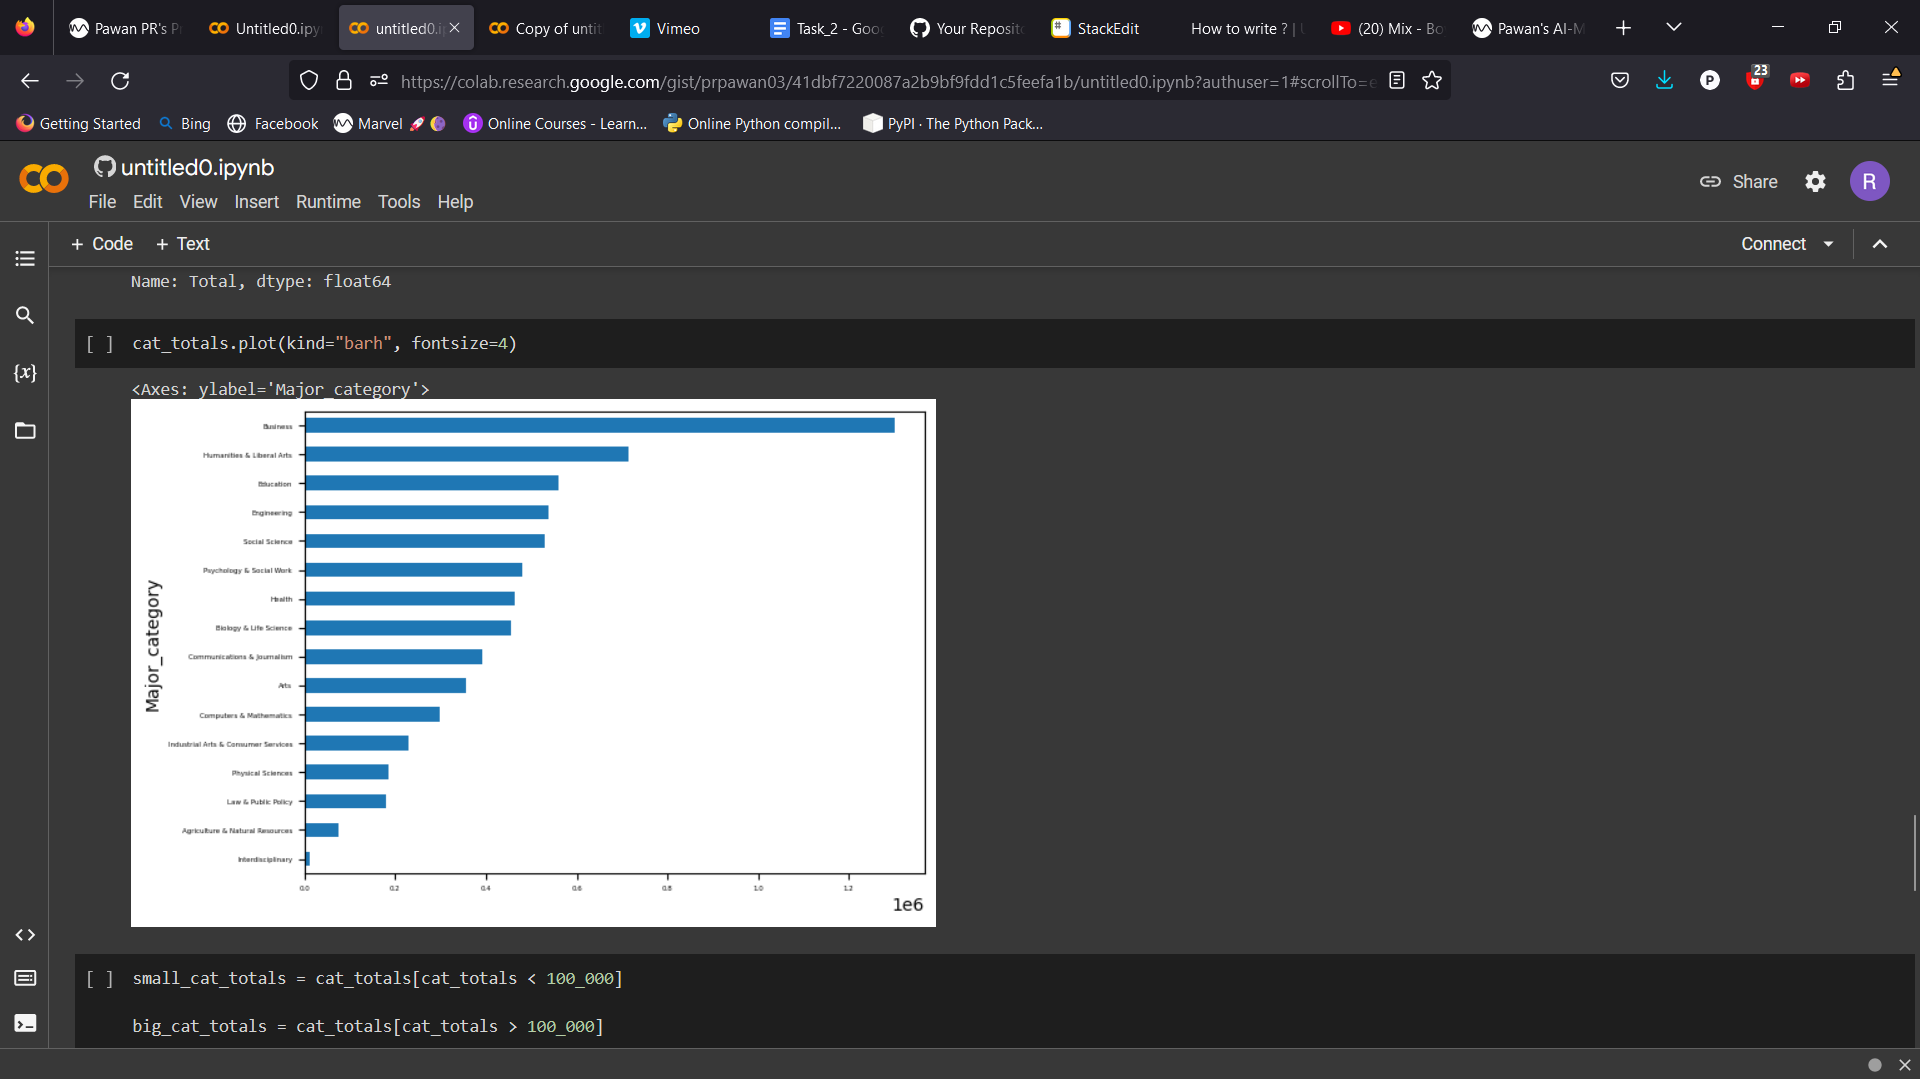 Pawan PR's P
Untitled0.ipy
untitled0.i
Copy of untit
Vimeo
Task_2 - Goo
Your Reposito
StackEdit
How to write ? |
(20) Mix - Bo
Pawan's AI-M
https://colab.research.google.com/gist/prpawan03/41dbf7220087a2b9bf9fdd1c5feefa1b/untitled0.ipynb?authuser=1#scrollTo=e
P
23
Getting Started
Bing
Facebook
Marvel 🚀🌘
Online Courses - Learn...
Online Python compil...
PyPI · The Python Pack...
untitled0.ipynb
Share
R
File Edit View Insert Runtime Tools Help
+ Code + Text
Connect
Name: Total, dtype: float64
{x}
[ ] cat_totals.plot(kind="barh", fontsize=4)
<Axes: ylabel='Major_category'>
Major_category
Business
Humanities & Liberal Arts
Education
Engineering
Social Science
Psychology & Social Work
Health
Biology & Life Science
Communications & Journalism
Arts
Computers & Mathematics
Industrial Arts & Consumer Services
Physical Sciences
Law & Public Policy
Agriculture & Natural Resources
Interdisciplinary
0.0 0.2 0.4 0.6 0.8 1.0 1.2
1e6
[ ] small_cat_totals = cat_totals[cat_totals < 100_000]
big_cat_totals = cat_totals[cat_totals > 100_000]